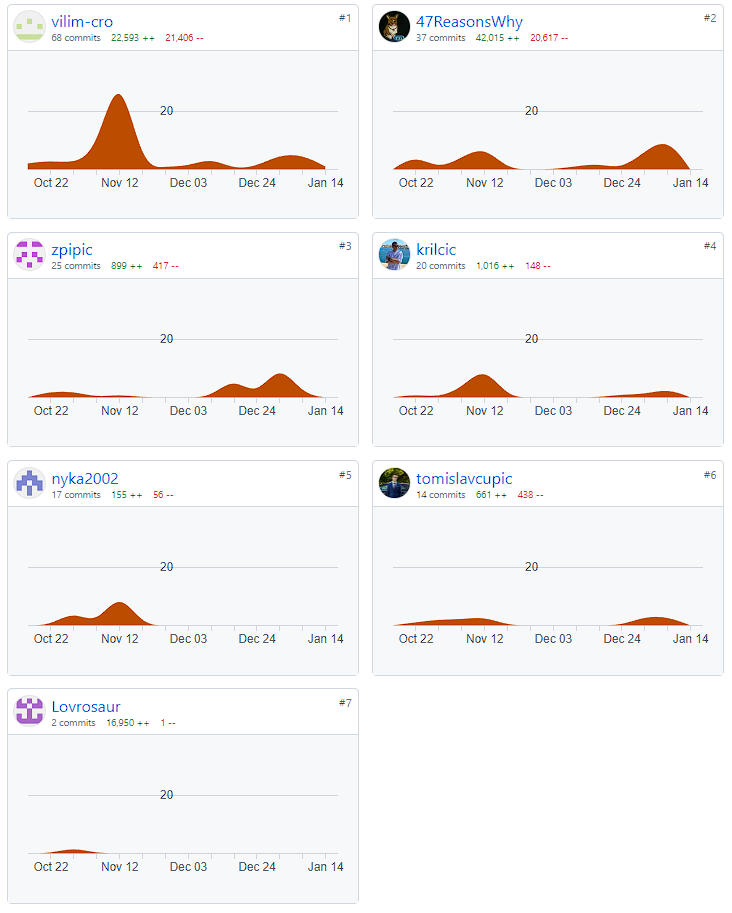 vilim-cro #1
68 commits 22,593 ++ 21,406 --
20
Oct 22 Nov 12 Dec 03 Dec 24 Jan 14
47ReasonsWhy #2
37 commits 42,015 ++ 20,617 --
20
Oct 22 Nov 12 Dec 03 Dec 24 Jan 14
zpipic #3
25 commits 899 ++ 417 --
20
Oct 22 Nov 12 Dec 03 Dec 24 Jan 14
krilcic #4
20 commits 1,016 ++ 148 --
20
Oct 22 Nov 12 Dec 03 Dec 24 Jan 14
nyka2002 #5
17 commits 155 ++ 56 --
20
Oct 22 Nov 12 Dec 03 Dec 24 Jan 14
tomislavcupic #6
14 commits 661 ++ 438 --
20
Oct 22 Nov 12 Dec 03 Dec 24 Jan 14
Lovrosaur #7
2 commits 16,950 ++ 1 --
20
Oct 22 Nov 12 Dec 03 Dec 24 Jan 14